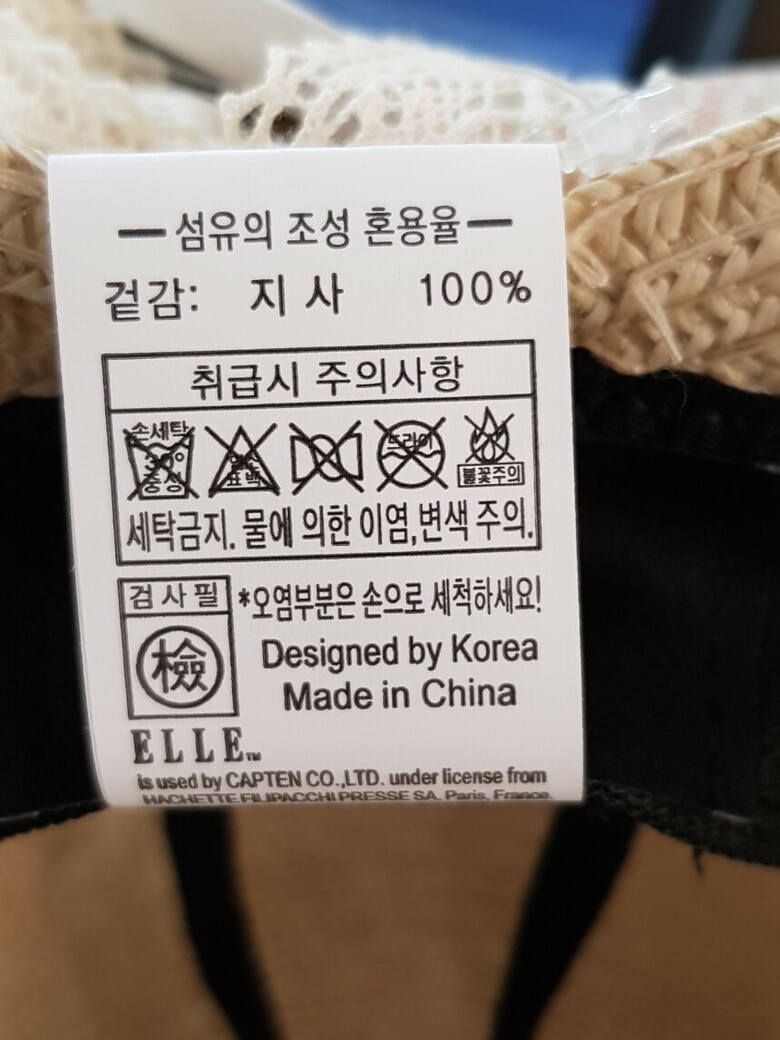 섬유의 조성 혼용율
겉감: 지사 100%
취급시 주의사항
손세탁
30°
중성
표백
드라이
불꽃주의
세탁금지. 물에 의한 이염,변색 주의.
검사필
*오염부분은 손으로 세척하세요!
檢
Designed by Korea
Made in China
ELLE™
is used by CAPTEN CO.,LTD. under license from
HACHETTE FILIPACCHI PRESSE SA, Paris, France.